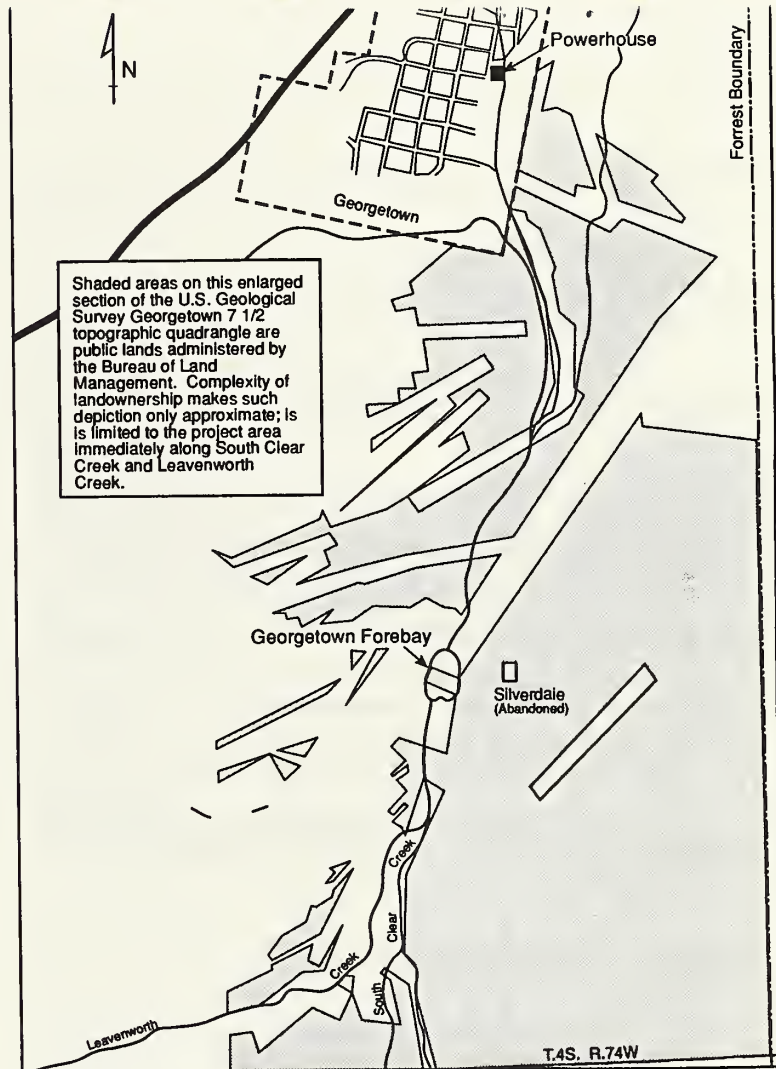 Powerhouse
N
Forrest Boundary
Georgetown
Shaded areas on this enlarged
section of the U.S. Geological
Survey Georgetown 7 1/2
topographic quadrangle are
public lands administered by
the Bureau of Land
Management. Complexity of
landownership makes such
depiction only approximate; is
is limited to the project area
immediately along South Clear
Creek and Leavenworth
Creek.
Georgetown Forebay
Silverdale
(Abandoned)
Creek
Clear
South
Creek
Leavenworth
T.4S. R.74W